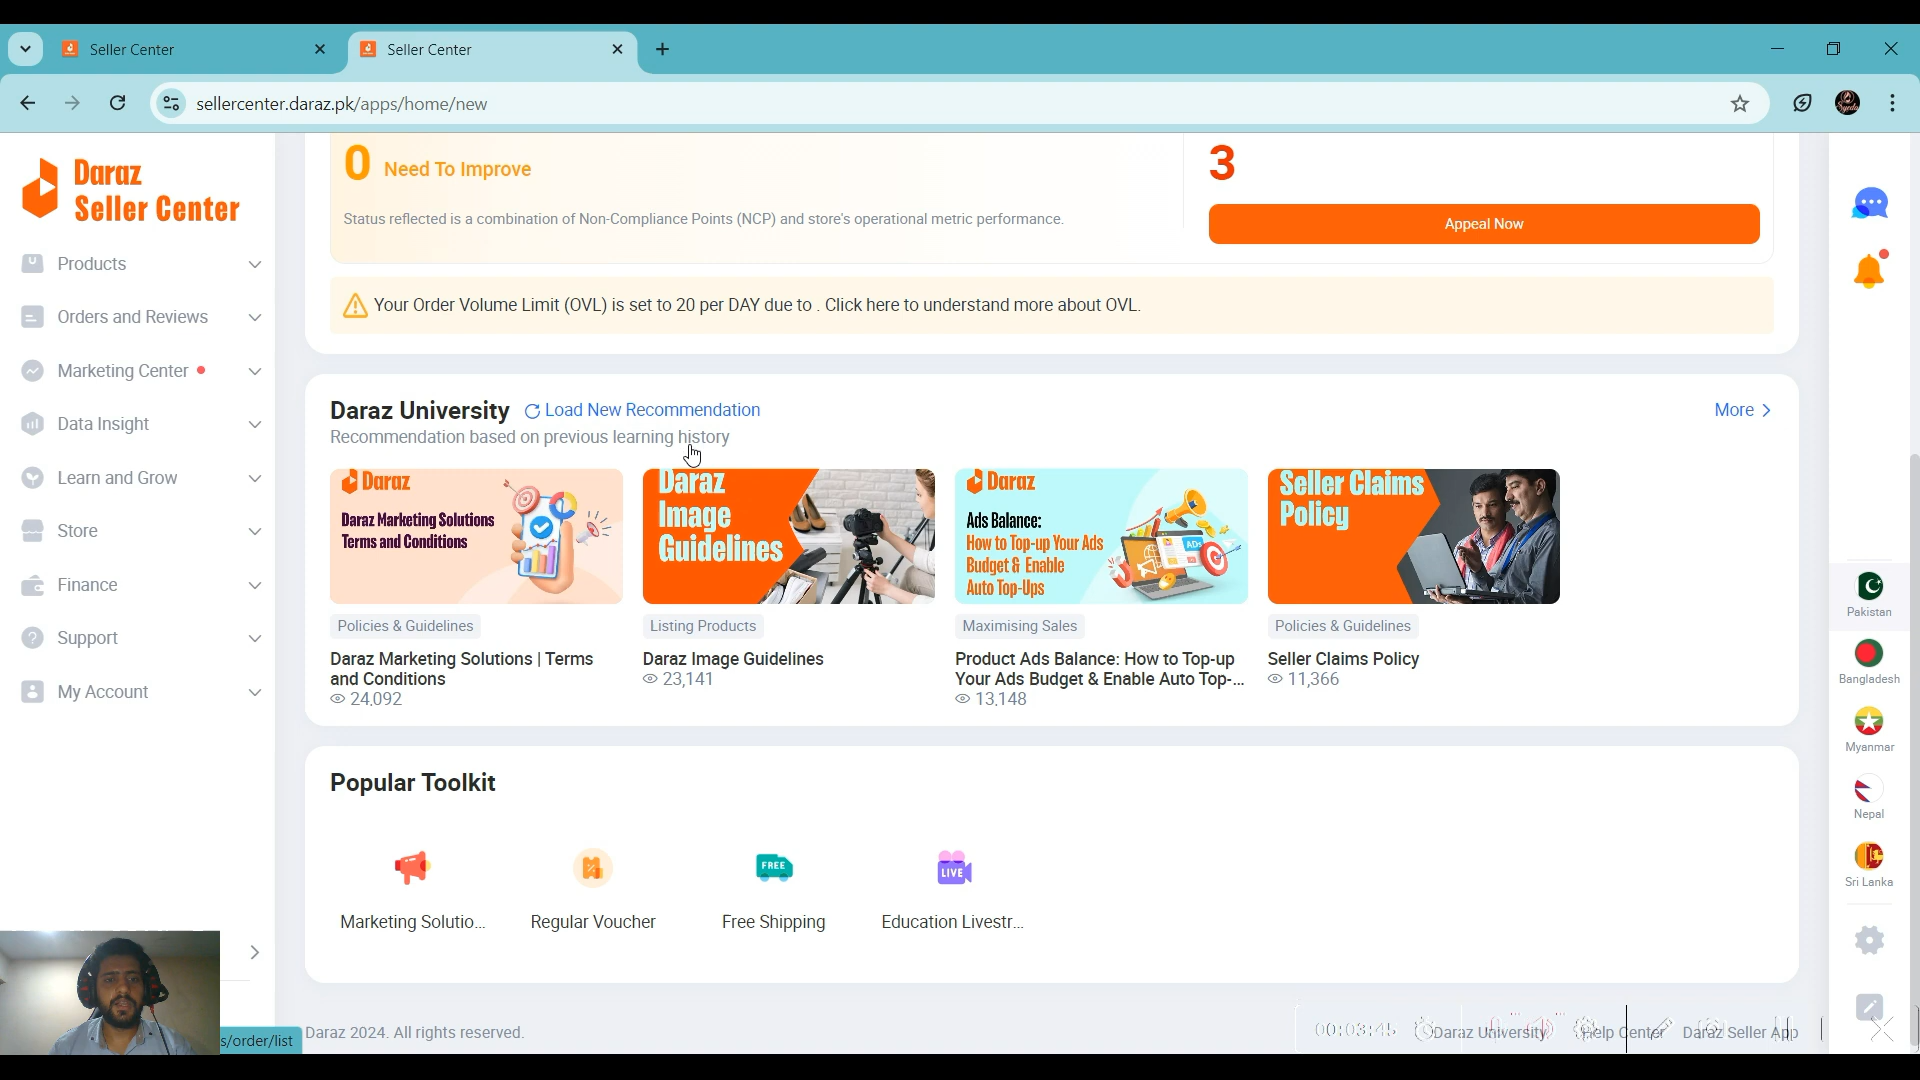 Seller Center
Seller Center
sellercenter.daraz.pk/apps/home/new
Daraz
Seller Center
Products
Orders and Reviews
Marketing Center
Data Insight
Learn and Grow
Store
Finance
Support
My Account
0 Need To Improve
Status reflected is a combination of Non-Compliance Points (NCP) and store's operational metric performance.
3
Appeal Now
Your Order Volume Limit (OVL) is set to 20 per DAY due to . Click here to understand more about OVL.
Daraz University Load New Recommendation More
Recommendation based on previous learning history
Daraz
Daraz Marketing Solutions
Terms and Conditions
Daraz
Image
Guidelines
Daraz
Ads Balance:
How to Top-up Your Ads
Budget & Enable
Auto Top-Ups
ADs
Seller Claims
Policy
Policies & Guidelines
Daraz Marketing Solutions | Terms
and Conditions
24,092
Listing Products
Daraz Image Guidelines
23,141
Maximising Sales
Product Ads Balance: How to Top-up
Your Ads Budget & Enable Auto Top-...
13,148
Policies & Guidelines
Seller Claims Policy
11,366
Popular Toolkit
FREE
LIVE
Marketing Solutio...
Regular Voucher
Free Shipping
Education Livestr...
Pakistan
Bangladesh
Myanmar
Nepal
Sri Lanka
s/order/list
Daraz 2024. All rights reserved.
00:03:45
Daraz University
Help Center
Daraz Seller App